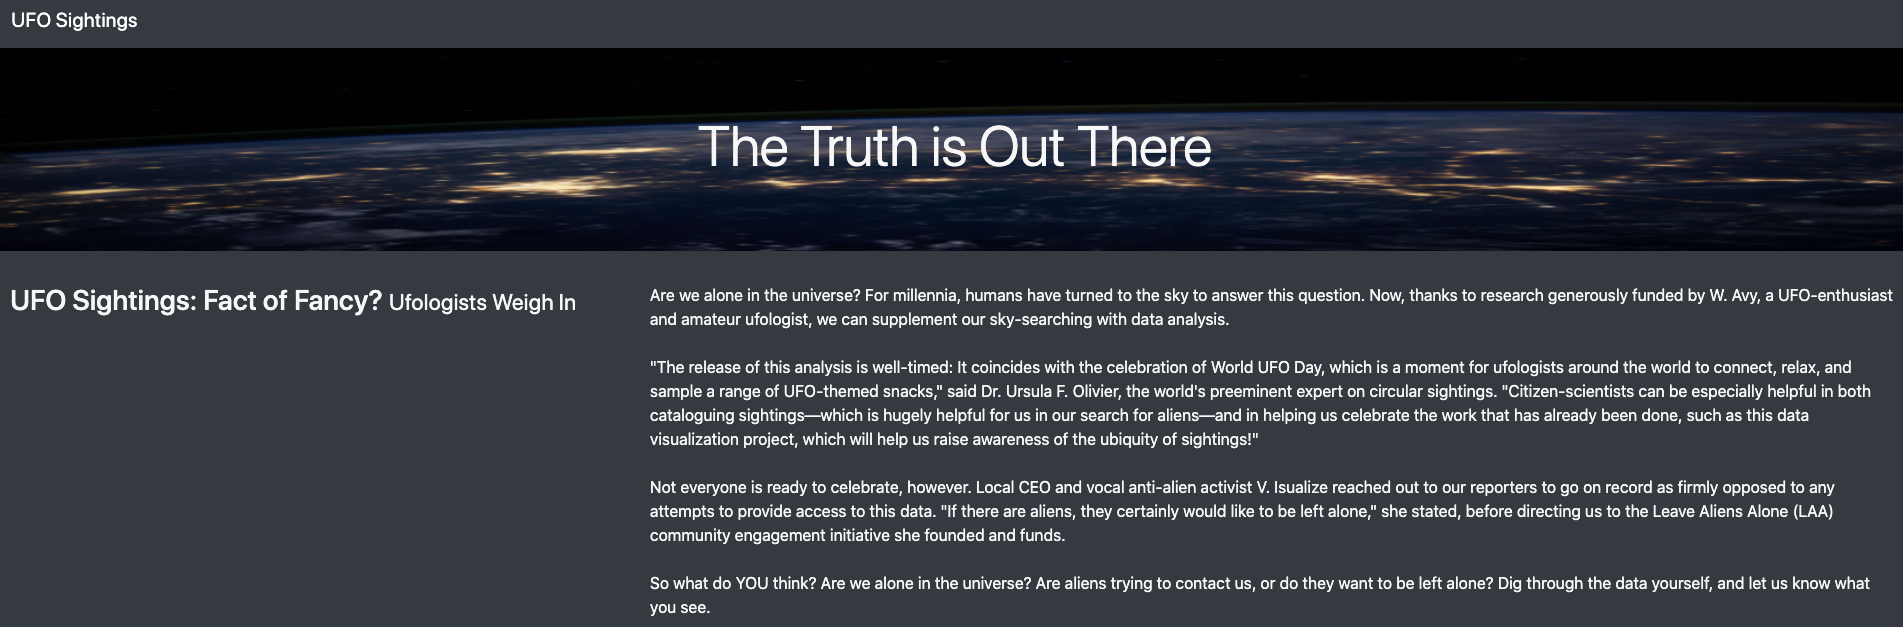 UFO Sightings
The Truth is Out There
UFO Sightings: Fact of Fancy? Ufologists Weigh In
Are we alone in the universe? For millennia, humans have turned to the sky to answer this question. Now, thanks to research generously funded by W. Avy, a UFO-enthusiast
and amateur ufologist, we can supplement our sky-searching with data analysis.
"The release of this analysis is well-timed: It coincides with the celebration of World UFO Day, which is a moment for ufologists around the world to connect, relax, and
sample a range of UFO-themed snacks," said Dr. Ursula F. Olivier, the world's preeminent expert on circular sightings. "Citizen-scientists can be especially helpful in both
cataloguing sightings—which is hugely helpful for us in our search for aliens—and in helping us celebrate the work that has already been done, such as this data
visualization project, which will help us raise awareness of the ubiquity of sightings!"
Not everyone is ready to celebrate, however. Local CEO and vocal anti-alien activist V. Isualize reached out to our reporters to go on record as firmly opposed to any
attempts to provide access to this data. "If there are aliens, they certainly would like to be left alone," she stated, before directing us to the Leave Aliens Alone (LAA)
community engagement initiative she founded and funds.
So what do YOU think? Are we alone in the universe? Are aliens trying to contact us, or do they want to be left alone? Dig through the data yourself, and let us know what
you see.